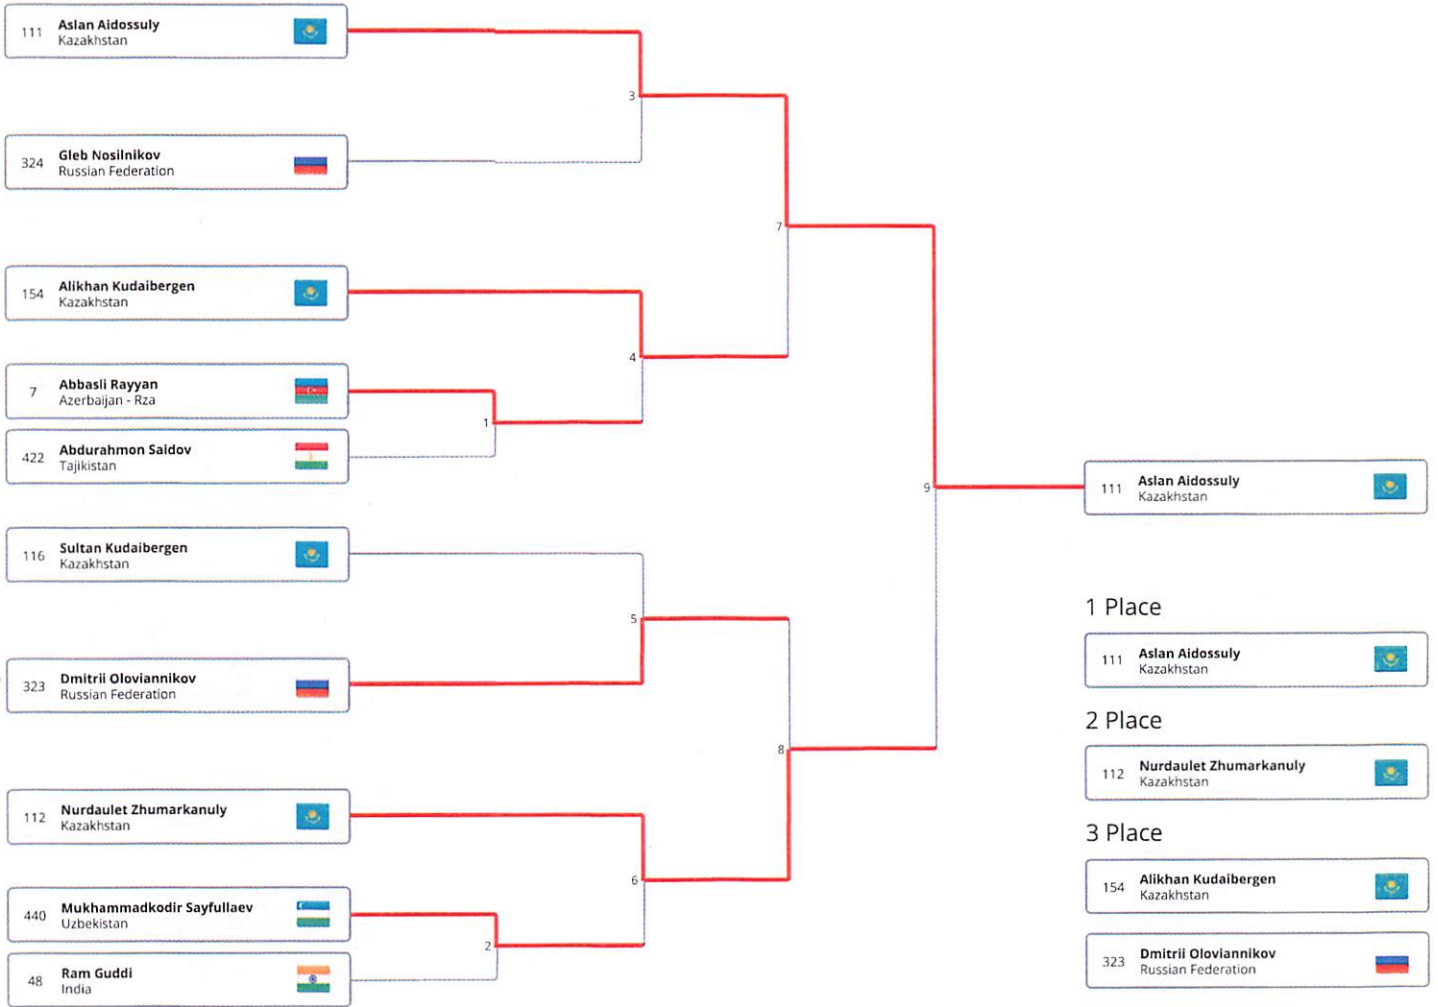 111 Aslan Aidossuly
Kazakhstan
3
324 Gleb Nosilnikov
Russian Federation
7
154 Alikhan Kudaibergen
Kazakhstan
4
7 Abbasli Rayyan
Azerbaijan - Rza
1
422 Abdurahmon Saidov
Tajikistan
9
111 Aslan Aidossuly
Kazakhstan
116 Sultan Kudaibergen
Kazakhstan
5
1 Place
111 Aslan Aidossuly
Kazakhstan
323 Dmitrii Oloviannikov
Russian Federation
2 Place
8
112 Nurdaulet Zhumarkanuly
Kazakhstan
112 Nurdaulet Zhumarkanuly
Kazakhstan
3 Place
6
154 Alikhan Kudaibergen
Kazakhstan
440 Mukhammadkodir Sayfullaev
Uzbekistan
2
323 Dmitrii Oloviannikov
Russian Federation
48 Ram Guddi
India